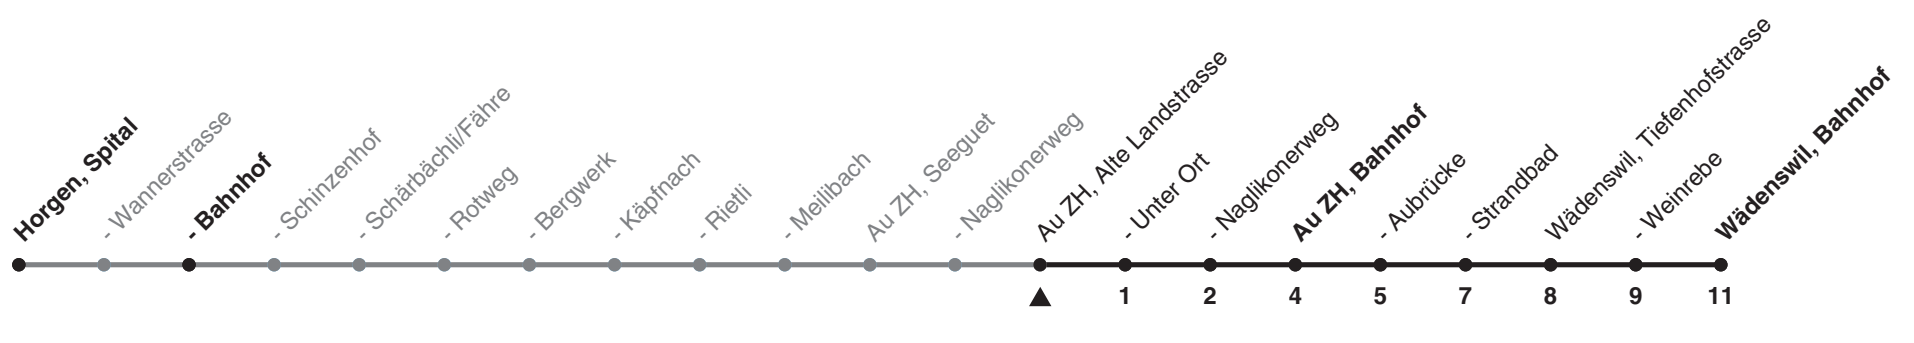 Horgen, Spital
- Wannerstrasse
- Bahnhof
- Schinzenhof
- Schärbächli/Fähre
- Rotweg
- Bergwerk
- Käpfnach
- Rietli
- Meilibach
Au ZH, Seeguet
- Naglikonerweg
Au ZH, Alte Landstrasse
- Unter Ort
- Naglikonerweg
Au ZH, Bahnhof
- Aubrücke
- Strandbad
Wädenswil, Tiefenhofstrasse
- Weinrebe
Wädenswil, Bahnhof
1 2 4 5 7 8 9 11